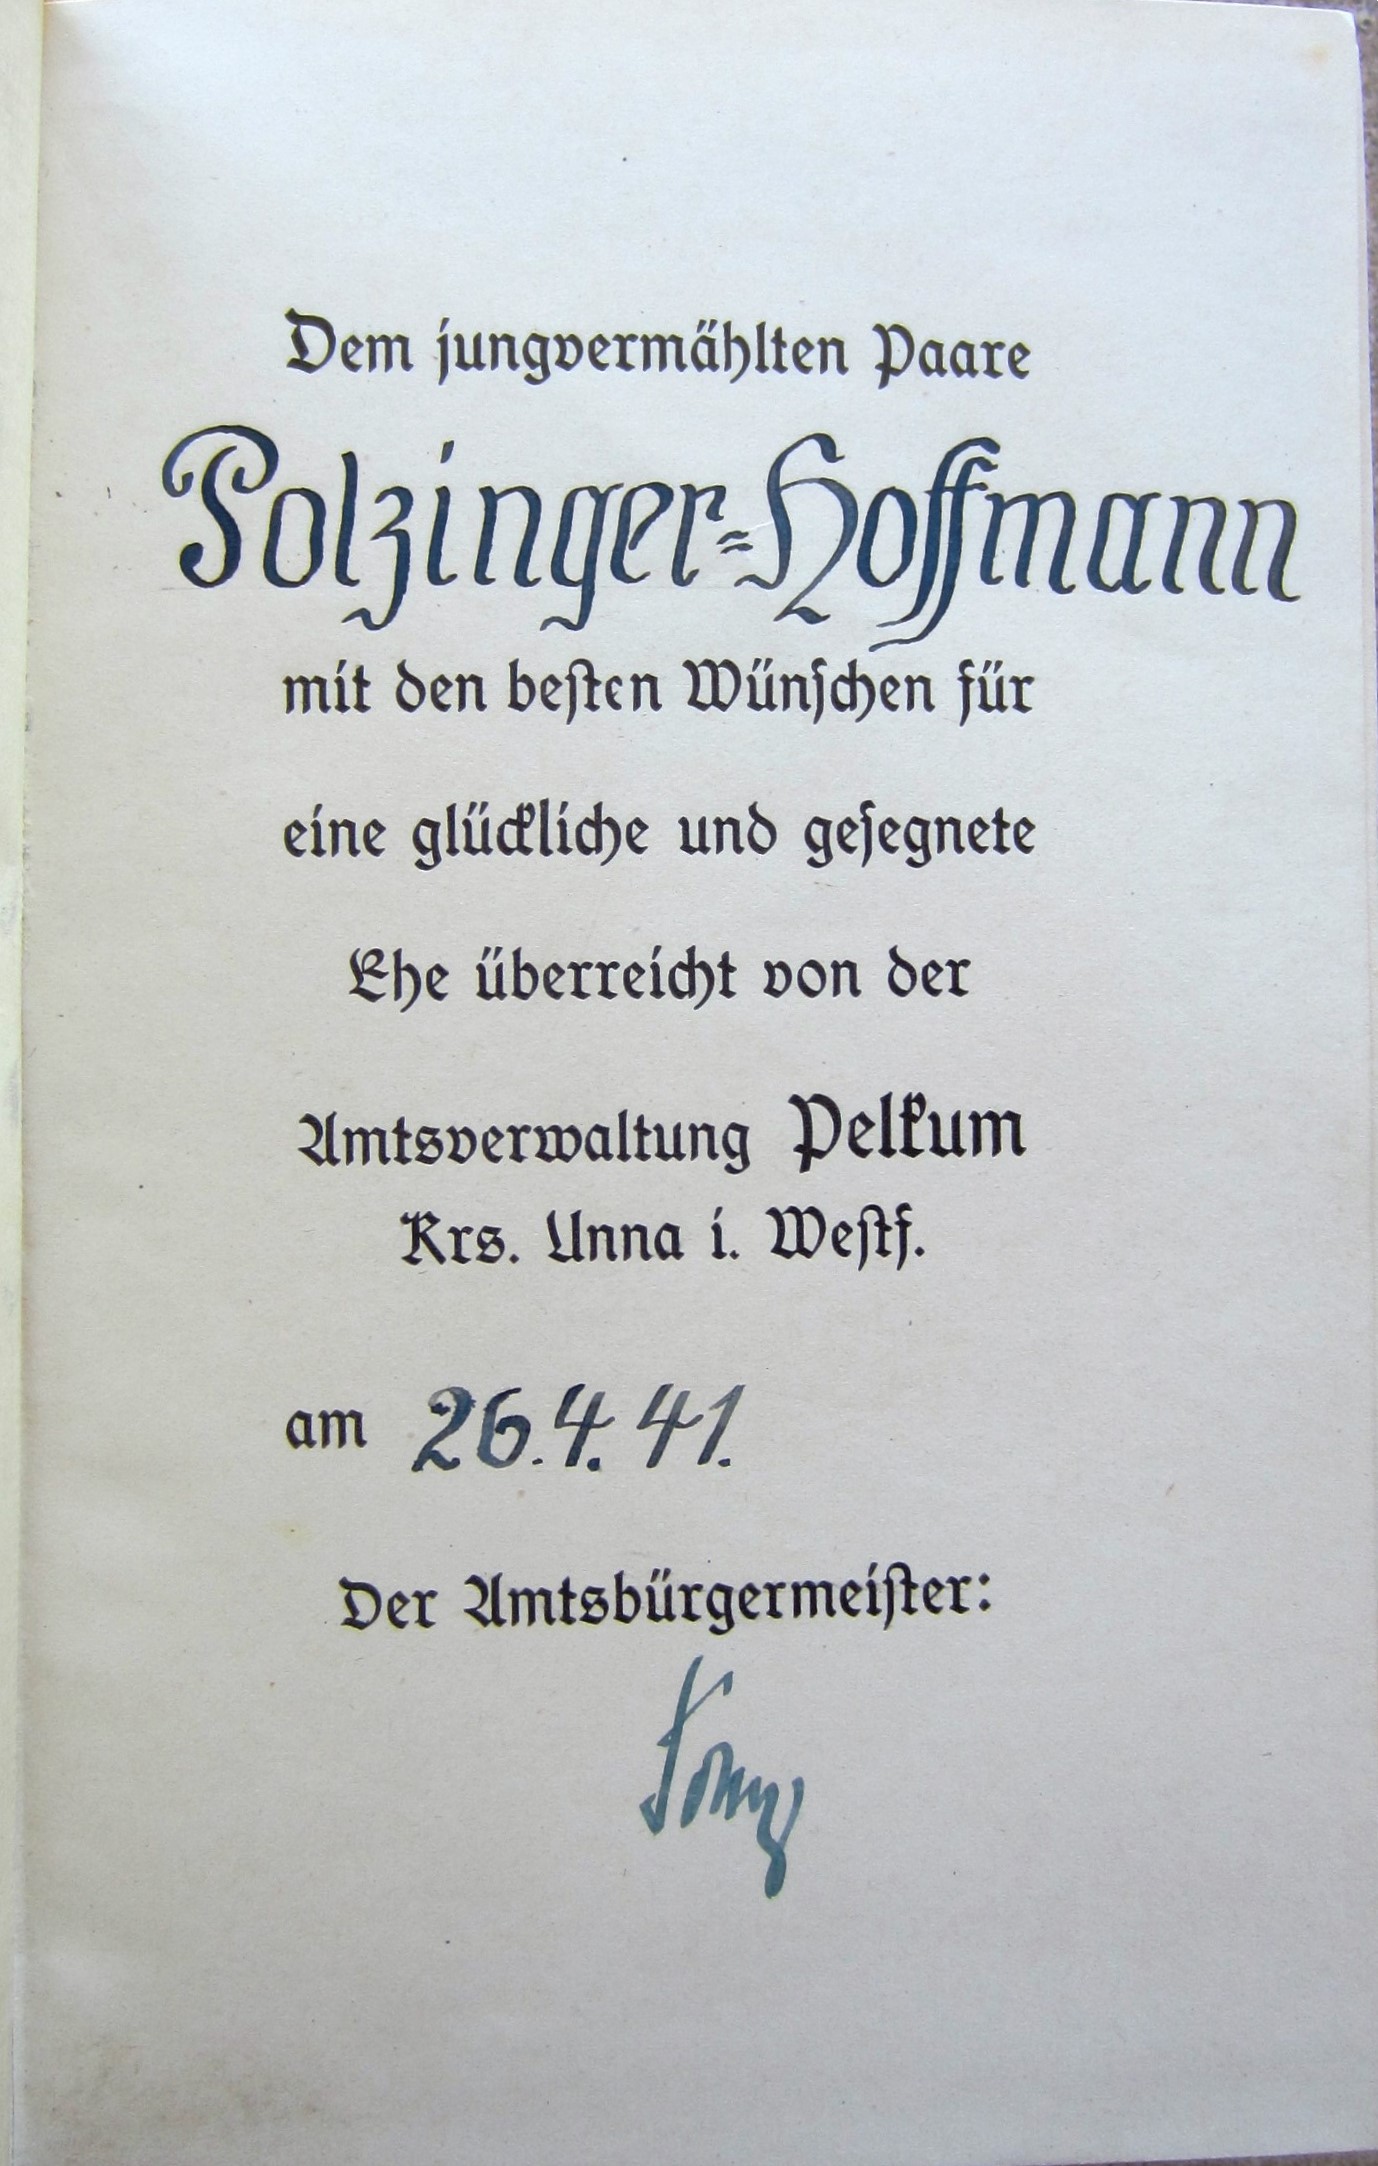 Dem jungvermählten Paare
Polzinger-Hoffmann
mit den besten Wünschen für
eine glückliche und gesegnete
Ehe überreicht von der
Amtsverwaltung Pelkum
Krs. Unna i. Westf.
am 26.4.41.
Der Amtsbürgermeister: